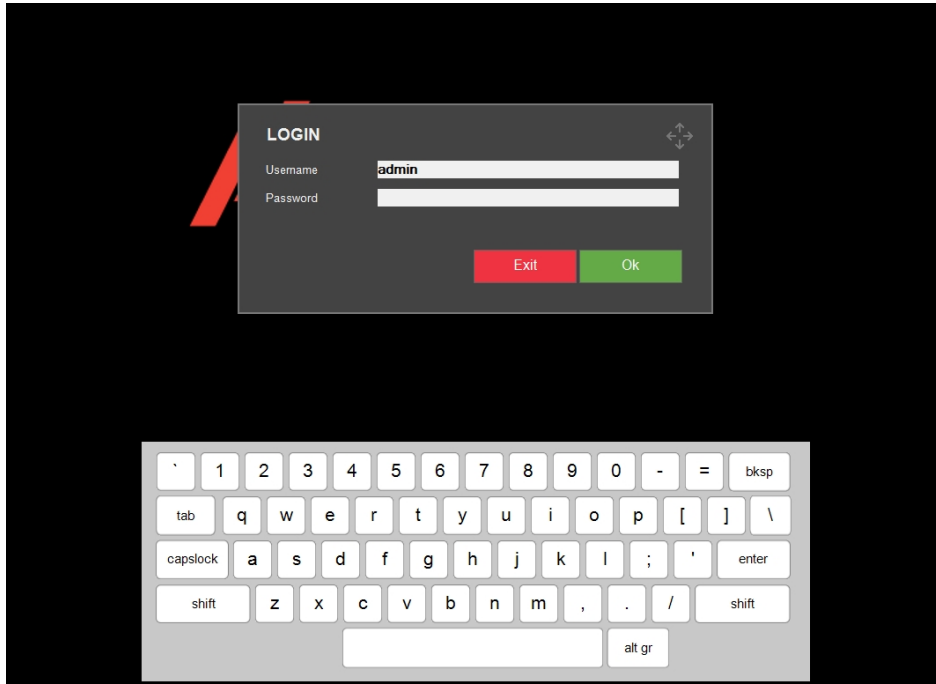 LOGIN
Username admin
Password
Exit Ok
` 1 2 3 4 5 6 7 8 9 0 - = bksp
tab q w e r t y u i o p [ ] \
capslock a s d f g h j k l ; ' enter
shift z x c v b n m , . / shift
alt gr